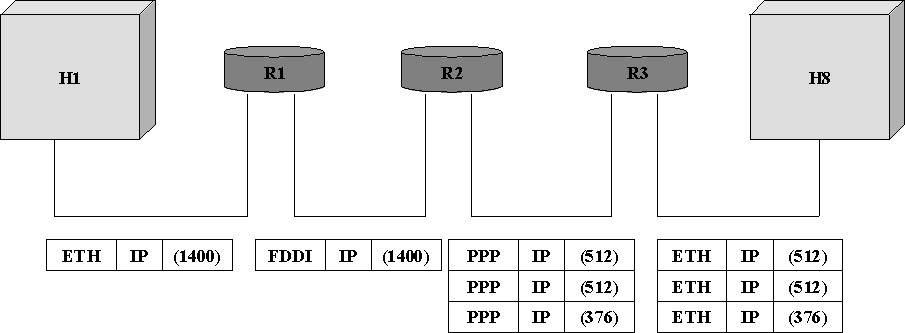 H1 R1 R2 R3 H8
ETH IP (1400) FDDI IP (1400) PPP IP (512) ETH IP (512)
PPP IP (512) ETH IP (512)
PPP IP (376) ETH IP (376)